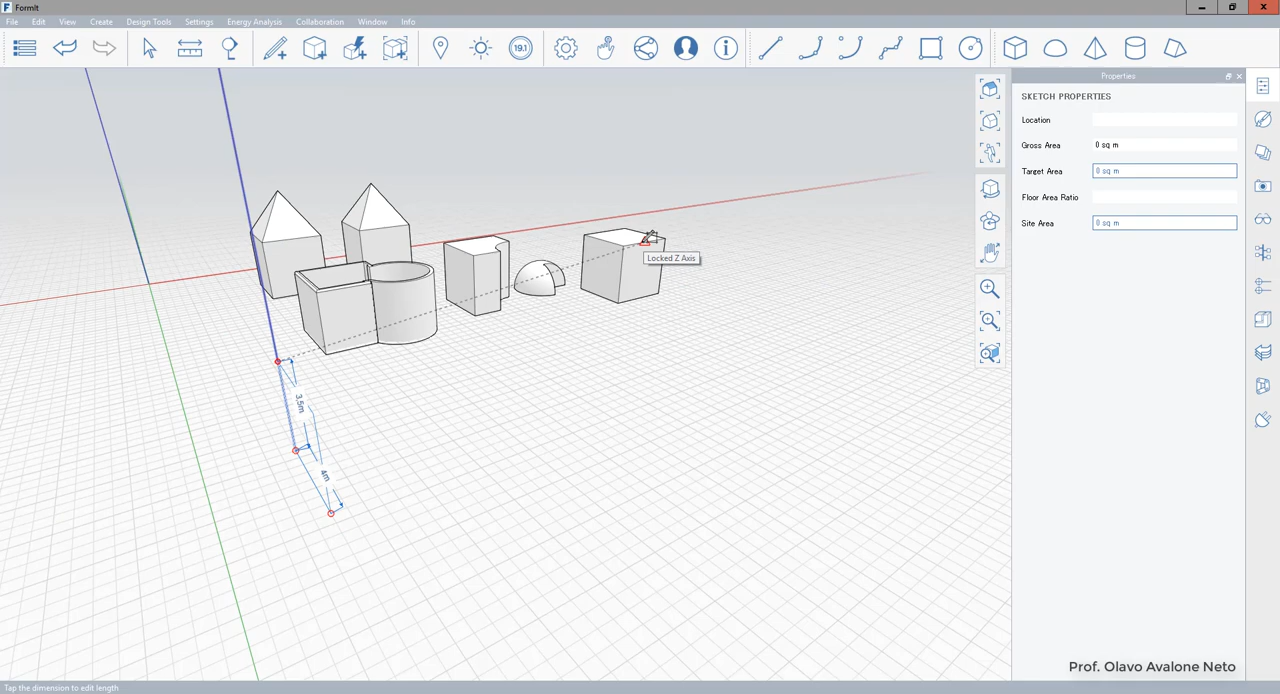 FormIt
File Edit View Create Design Tools Settings Energy Analysis Collaboration Window Info
19.1
Properties
SKETCH PROPERTIES
Location
Gross Area 0 sq m
Target Area 0 sq m
Floor Area Ratio
Site Area 0 sq m
Locked Z Axis
3.5m
4m
Prof. Olavo Avalone Neto
Tap the dimension to edit length